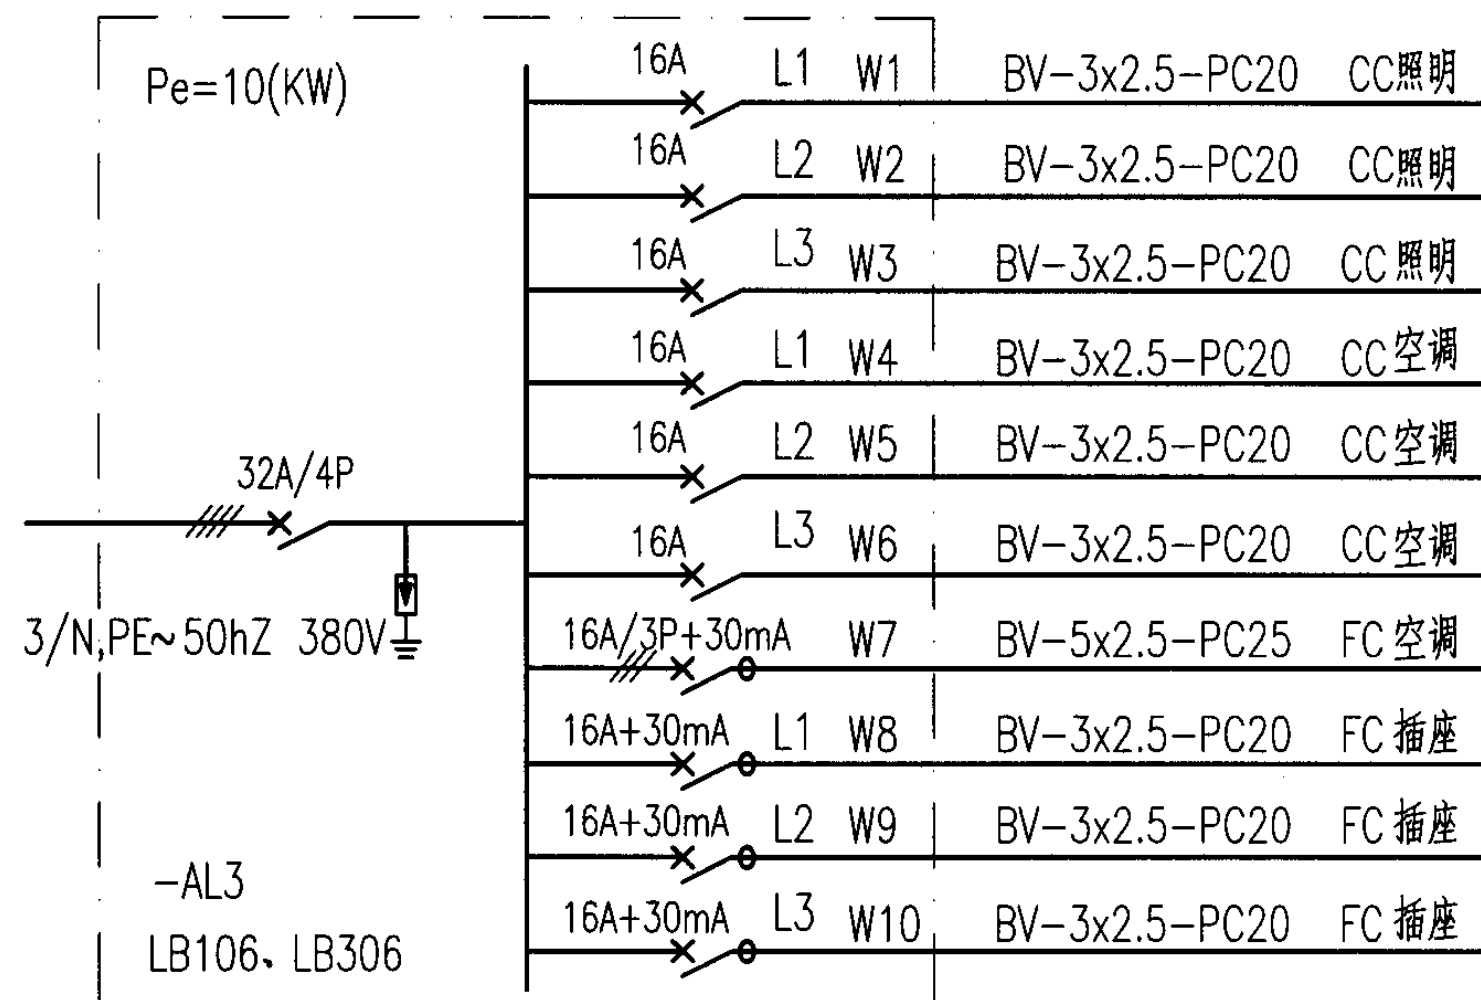 Pe=10(KW)
16A L1 W1 BV-3x2.5-PC20 CC照明
16A L2 W2 BV-3x2.5-PC20 CC照明
16A L3 W3 BV-3x2.5-PC20 CC照明
16A L1 W4 BV-3x2.5-PC20 CC空调
16A L2 W5 BV-3x2.5-PC20 CC空调
32A/4P
16A L3 W6 BV-3x2.5-PC20 CC空调
3/N,PE~50hZ 380V
16A/3P+30mA W7 BV-5x2.5-PC25 FC空调
16A+30mA L1 W8 BV-3x2.5-PC20 FC插座
16A+30mA L2 W9 BV-3x2.5-PC20 FC插座
-AL3
16A+30mA L3 W10 BV-3x2.5-PC20 FC插座
LB106、LB306